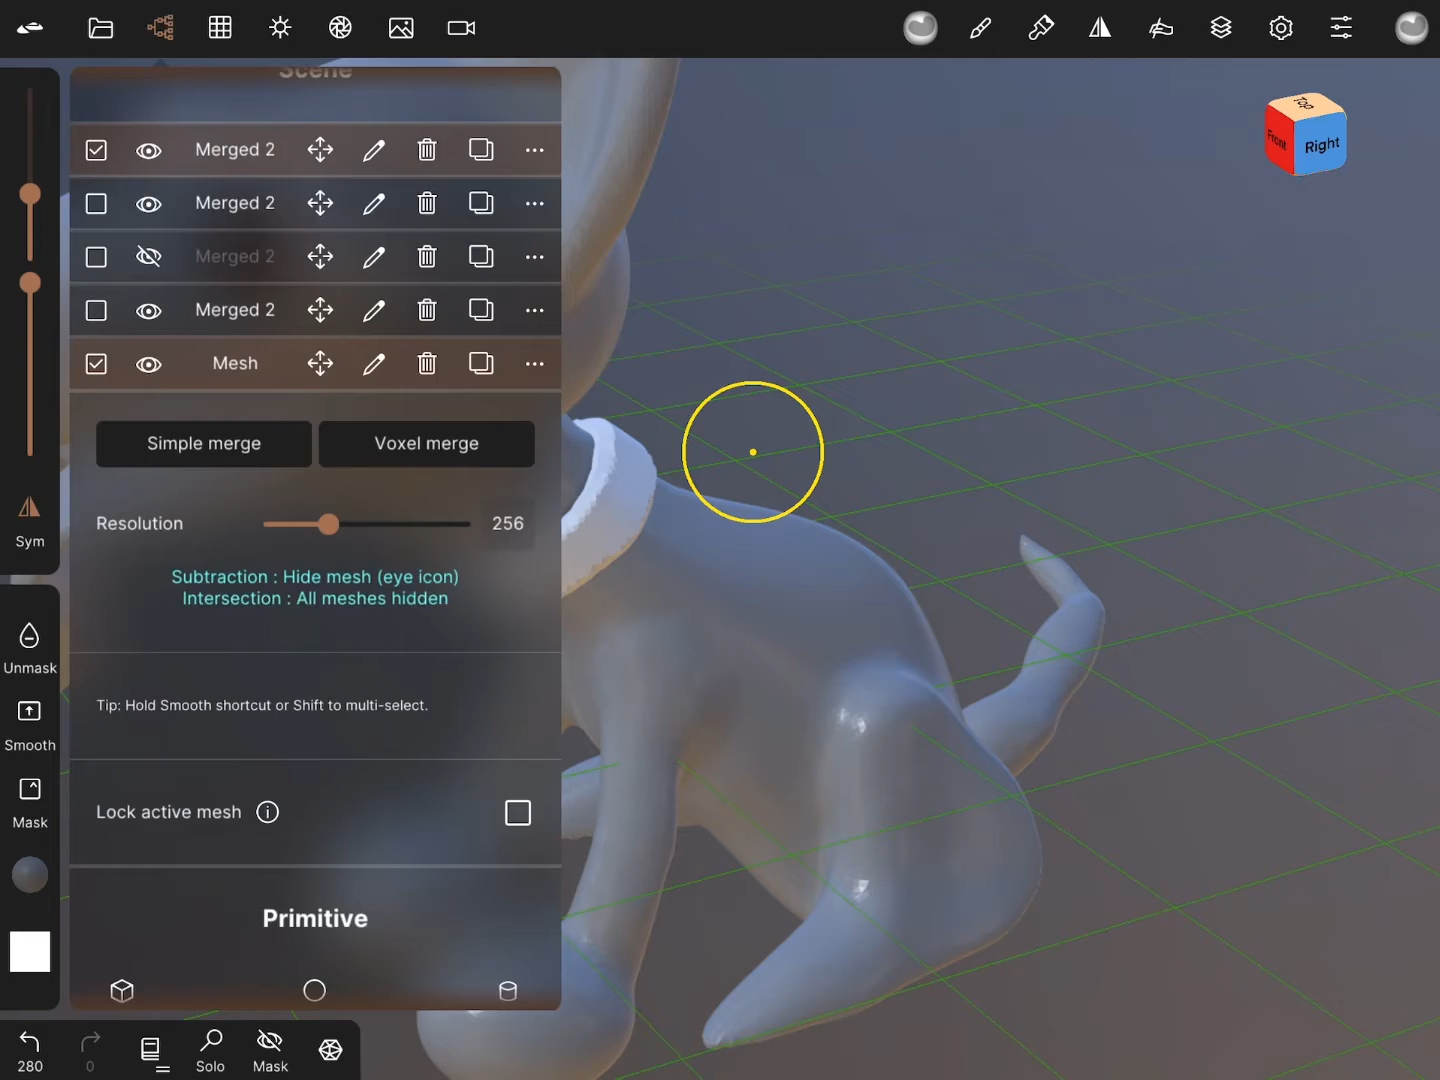 Scene
Merged 2
Merged 2
Merged 2
Merged 2
Mesh
Simple merge
Voxel merge
Resolution
256
Subtraction : Hide mesh (eye icon)
Intersection : All meshes hidden
Tip: Hold Smooth shortcut or Shift to multi-select.
Lock active mesh
Primitive
Sym
Unmask
Smooth
Mask
280
0
Solo
Mask
Top
Front
Right